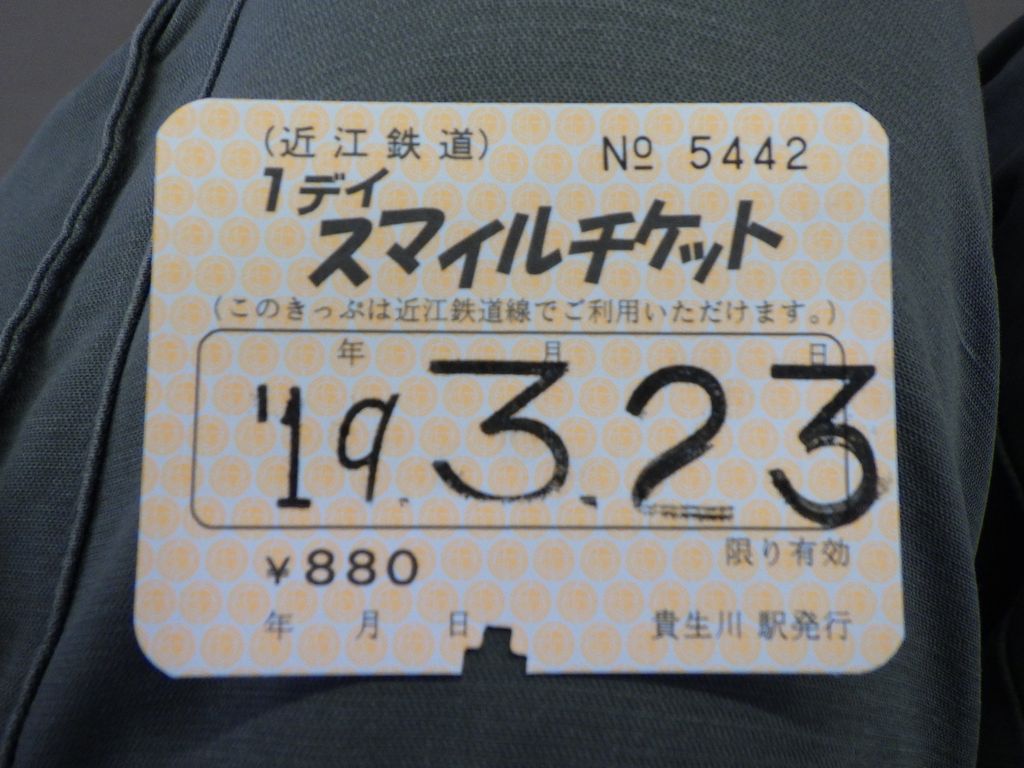 (近江鉄道) № 5442
1デイ
スマイルチケット
(このきっぷは近江鉄道線でご利用いただけます。)
年 月 日
'19.3.23
限り有効
¥880
年 月 日 貴生川 駅発行